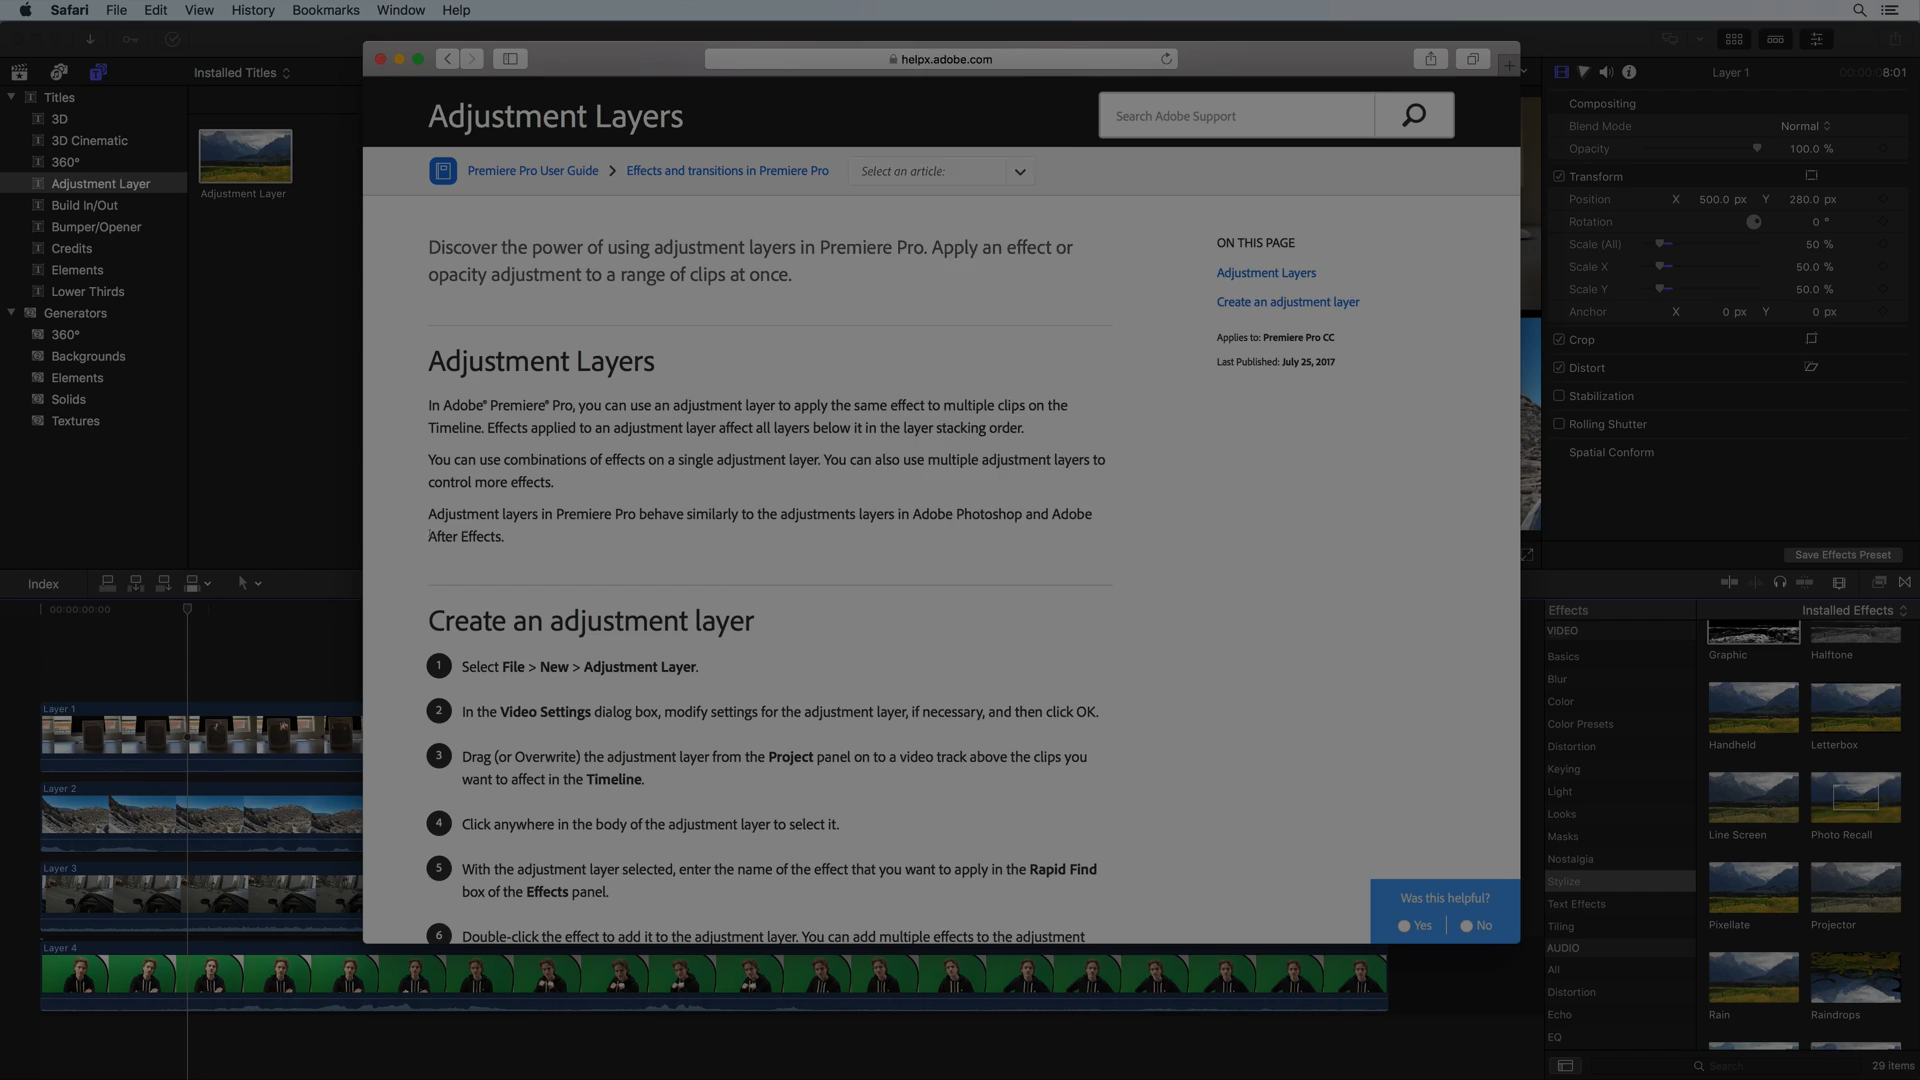 Safari File Edit View History Bookmarks Window Help
Installed Titles
Titles
3D
3D Cinematic
360°
Adjustment Layer
Build In/Out
Bumper/Opener
Credits
Elements
Lower Thirds
Generators
360°
Backgrounds
Elements
Solids
Textures
Adjustment Layer
helpx.adobe.com
Adjustment Layers
Search Adobe Support
Premiere Pro User Guide > Effects and transitions in Premiere Pro Select an article:
Discover the power of using adjustment layers in Premiere Pro. Apply an effect or
opacity adjustment to a range of clips at once.
ON THIS PAGE
Adjustment Layers
Create an adjustment layer
Applies to: Premiere Pro CC
Last Published: July 25, 2017
Adjustment Layers
In Adobe® Premiere® Pro, you can use an adjustment layer to apply the same effect to multiple clips on the
Timeline. Effects applied to an adjustment layer affect all layers below it in the layer stacking order.
You can use combinations of effects on a single adjustment layer. You can also use multiple adjustment layers to
control more effects.
Adjustment layers in Premiere Pro behave similarly to the adjustments layers in Adobe Photoshop and Adobe
After Effects.
Create an adjustment layer
1 Select File > New > Adjustment Layer.
2 In the Video Settings dialog box, modify settings for the adjustment layer, if necessary, and then click OK.
3 Drag (or Overwrite) the adjustment layer from the Project panel on to a video track above the clips you
want to affect in the Timeline.
4 Click anywhere in the body of the adjustment layer to select it.
5 With the adjustment layer selected, enter the name of the effect that you want to apply in the Rapid Find
box of the Effects panel.
6 Double-click the effect to add it to the adjustment layer. You can add multiple effects to the adjustment
Was this helpful?
Yes No
Layer 1 00:00:00:08:01
Compositing
Blend Mode Normal
Opacity 100.0 %
Transform
Position X 500.0 px Y 280.0 px
Rotation 0 °
Scale (All) 50 %
Scale X 50.0 %
Scale Y 50.0 %
Anchor X 0 px Y 0 px
Crop
Distort
Stabilization
Rolling Shutter
Spatial Conform
Save Effects Preset
Index
00:00:00:00
Layer 1
Layer 2
Layer 3
Layer 4
Effects Installed Effects
VIDEO
Basics
Blur
Color
Color Presets
Distortion
Keying
Light
Looks
Masks
Nostalgia
Stylize
Text Effects
Tiling
AUDIO
All
Distortion
Echo
EQ
Graphic Halftone
Handheld Letterbox
Line Screen Photo Recall
Pixellate Projector
Rain Raindrops
Search 29 items